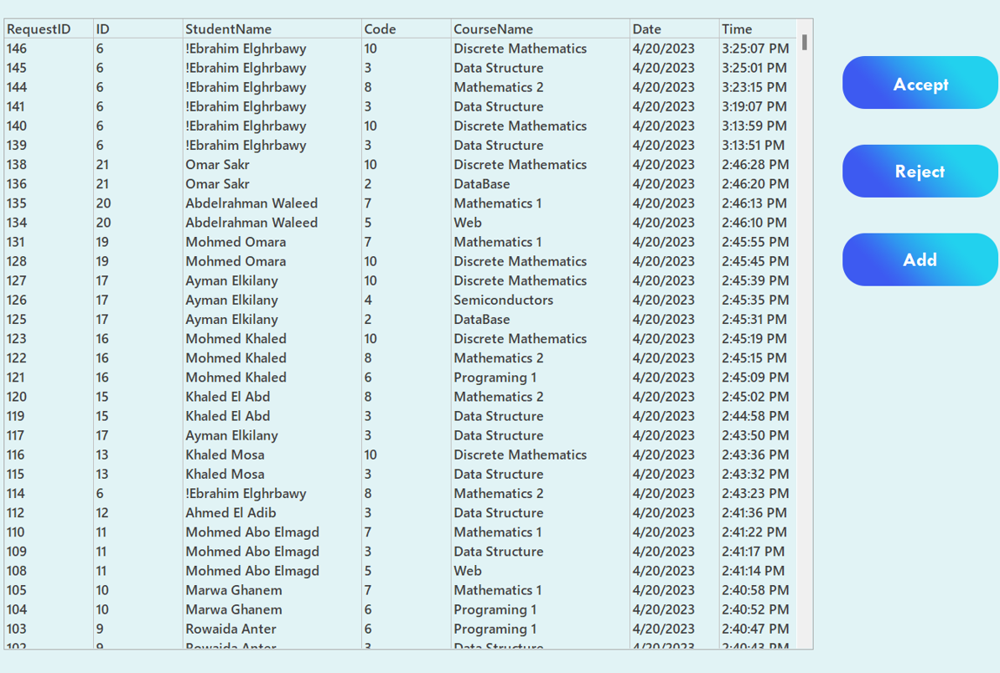 RequestID ID StudentName Code CourseName Date Time
146 6 !Ebrahim Elghrbawy 10 Discrete Mathematics 4/20/2023 3:25:07 PM
145 6 !Ebrahim Elghrbawy 3 Data Structure 4/20/2023 3:25:01 PM
144 6 !Ebrahim Elghrbawy 8 Mathematics 2 4/20/2023 3:23:15 PM
141 6 !Ebrahim Elghrbawy 3 Data Structure 4/20/2023 3:19:07 PM
140 6 !Ebrahim Elghrbawy 10 Discrete Mathematics 4/20/2023 3:13:59 PM
139 6 !Ebrahim Elghrbawy 3 Data Structure 4/20/2023 3:13:51 PM
138 21 Omar Sakr 10 Discrete Mathematics 4/20/2023 2:46:28 PM
136 21 Omar Sakr 2 DataBase 4/20/2023 2:46:20 PM
135 20 Abdelrahman Waleed 7 Mathematics 1 4/20/2023 2:46:13 PM
134 20 Abdelrahman Waleed 5 Web 4/20/2023 2:46:10 PM
131 19 Mohmed Omara 7 Mathematics 1 4/20/2023 2:45:55 PM
128 19 Mohmed Omara 10 Discrete Mathematics 4/20/2023 2:45:45 PM
127 17 Ayman Elkilany 10 Discrete Mathematics 4/20/2023 2:45:39 PM
126 17 Ayman Elkilany 4 Semiconductors 4/20/2023 2:45:35 PM
125 17 Ayman Elkilany 2 DataBase 4/20/2023 2:45:31 PM
123 16 Mohmed Khaled 10 Discrete Mathematics 4/20/2023 2:45:19 PM
122 16 Mohmed Khaled 8 Mathematics 2 4/20/2023 2:45:15 PM
121 16 Mohmed Khaled 6 Programing 1 4/20/2023 2:45:09 PM
120 15 Khaled El Abd 8 Mathematics 2 4/20/2023 2:45:02 PM
119 15 Khaled El Abd 3 Data Structure 4/20/2023 2:44:58 PM
117 17 Ayman Elkilany 3 Data Structure 4/20/2023 2:43:50 PM
116 13 Khaled Mosa 10 Discrete Mathematics 4/20/2023 2:43:36 PM
115 13 Khaled Mosa 3 Data Structure 4/20/2023 2:43:32 PM
114 6 !Ebrahim Elghrbawy 8 Mathematics 2 4/20/2023 2:43:23 PM
112 12 Ahmed El Adib 3 Data Structure 4/20/2023 2:41:36 PM
110 11 Mohmed Abo Elmagd 7 Mathematics 1 4/20/2023 2:41:22 PM
109 11 Mohmed Abo Elmagd 3 Data Structure 4/20/2023 2:41:17 PM
108 11 Mohmed Abo Elmagd 5 Web 4/20/2023 2:41:14 PM
105 10 Marwa Ghanem 7 Mathematics 1 4/20/2023 2:40:58 PM
104 10 Marwa Ghanem 6 Programing 1 4/20/2023 2:40:52 PM
103 9 Rowaida Anter 6 Programing 1 4/20/2023 2:40:47 PM
102 9 Rowaida Anter 3 Data Structure 4/20/2023 2:40:43 PM
Accept
Reject
Add